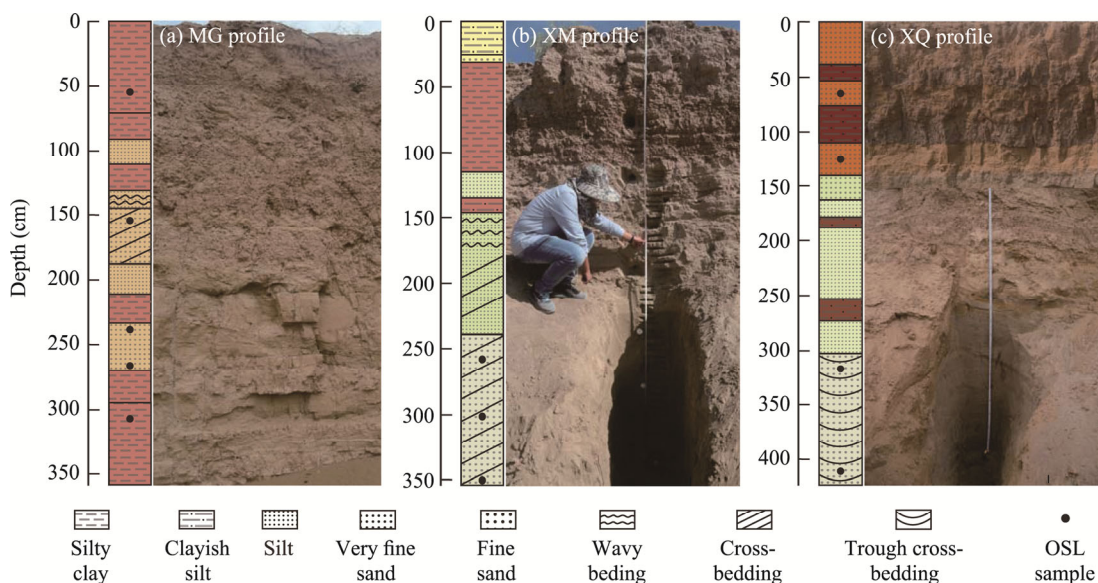 (a) MG profile
(b) XM profile
(c) XQ profile
Depth (cm)
0
50
100
150
200
250
300
350
0
50
100
150
200
250
300
350
0
50
100
150
200
250
300
350
400
Silty
clay
Clayish
silt
Silt
Very fine
sand
Fine
sand
Wavy
beding
Cross-
bedding
Trough cross-
bedding
OSL
sample